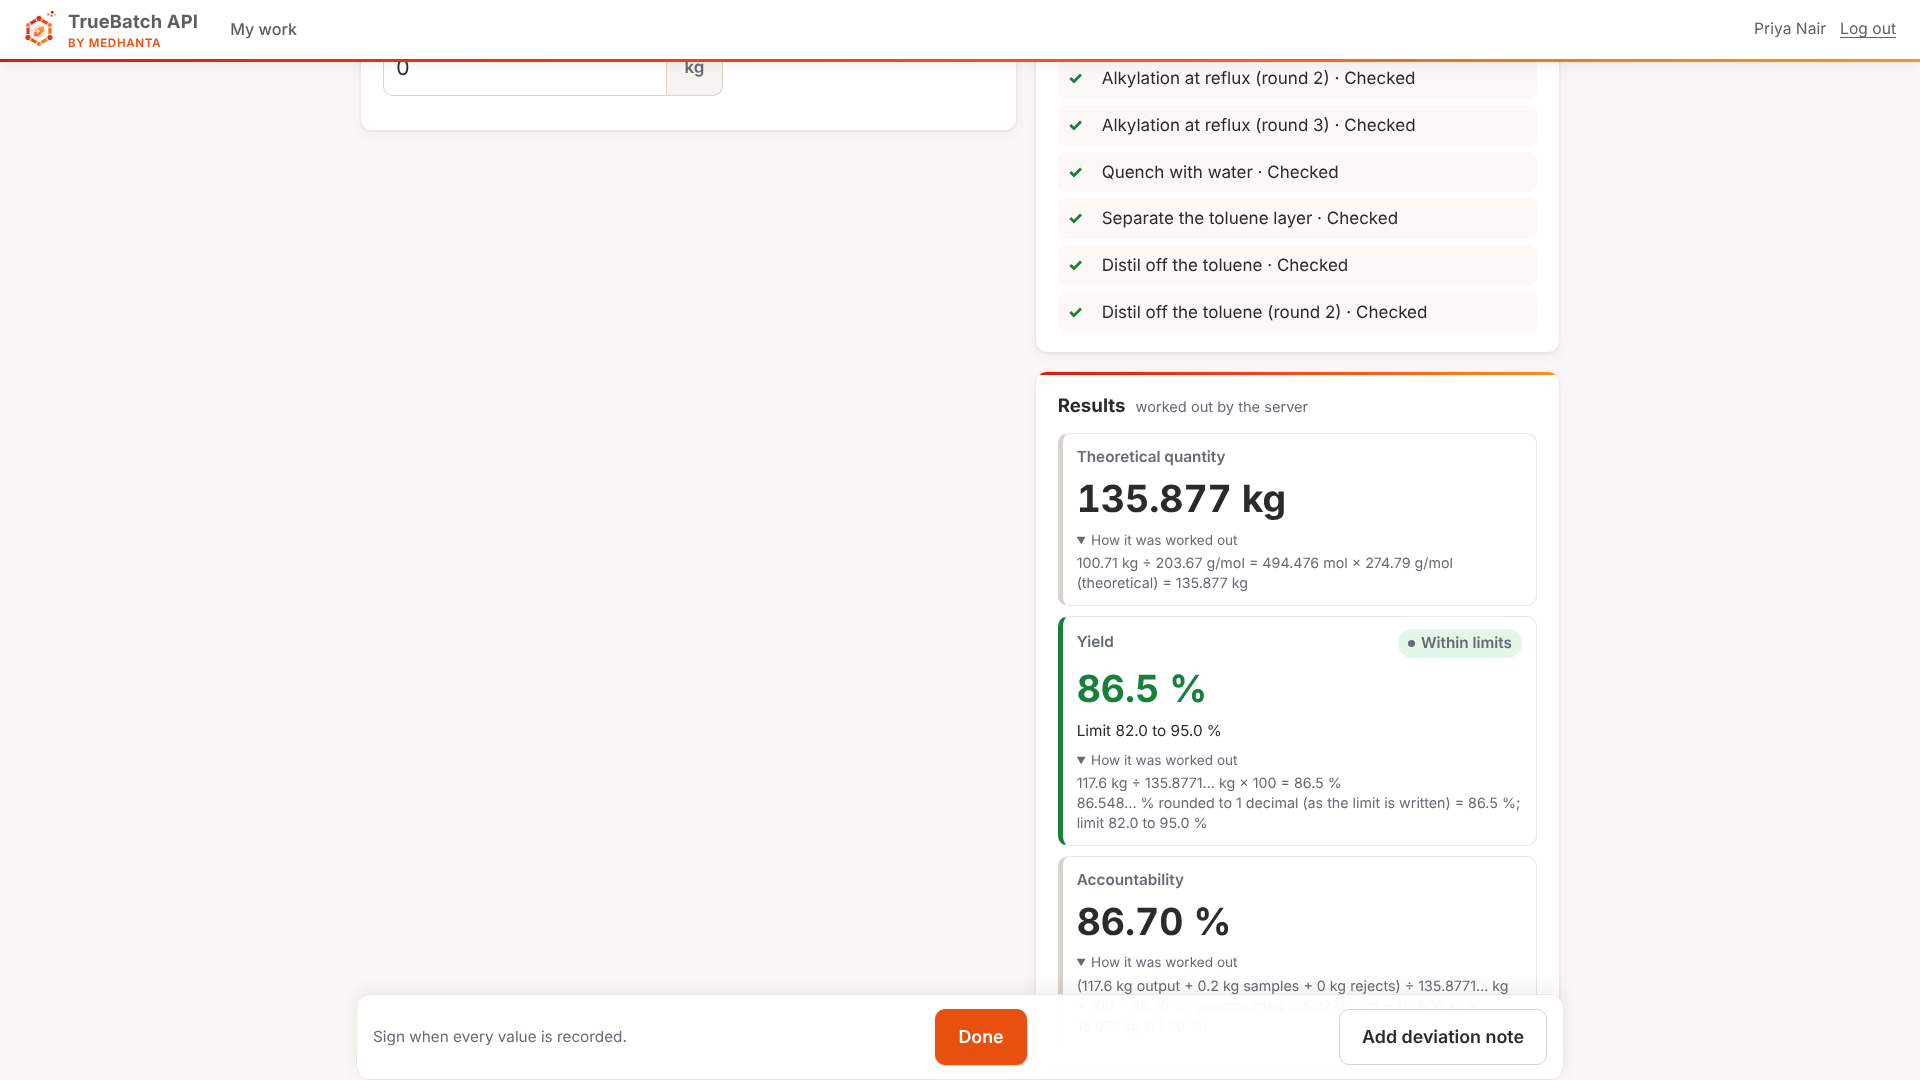 TrueBatch API
BY MEDHANTA
My work
Priya Nair
Log out
0
kg
Alkylation at reflux (round 2) · Checked
Alkylation at reflux (round 3) · Checked
Quench with water · Checked
Separate the toluene layer · Checked
Distil off the toluene · Checked
Distil off the toluene (round 2) · Checked
Results worked out by the server
Theoretical quantity
135.877 kg
▼ How it was worked out
100.71 kg ÷ 203.67 g/mol = 494.476 mol × 274.79 g/mol
(theoretical) = 135.877 kg
Yield
Within limits
86.5 %
Limit 82.0 to 95.0 %
▼ How it was worked out
117.6 kg ÷ 135.8771... kg × 100 = 86.5 %
86.548... % rounded to 1 decimal (as the limit is written) = 86.5 %;
limit 82.0 to 95.0 %
Accountability
86.70 %
▼ How it was worked out
(117.6 kg output + 0.2 kg samples + 0 kg rejects) ÷ 135.8771... kg
Sign when every value is recorded.
Done
Add deviation note